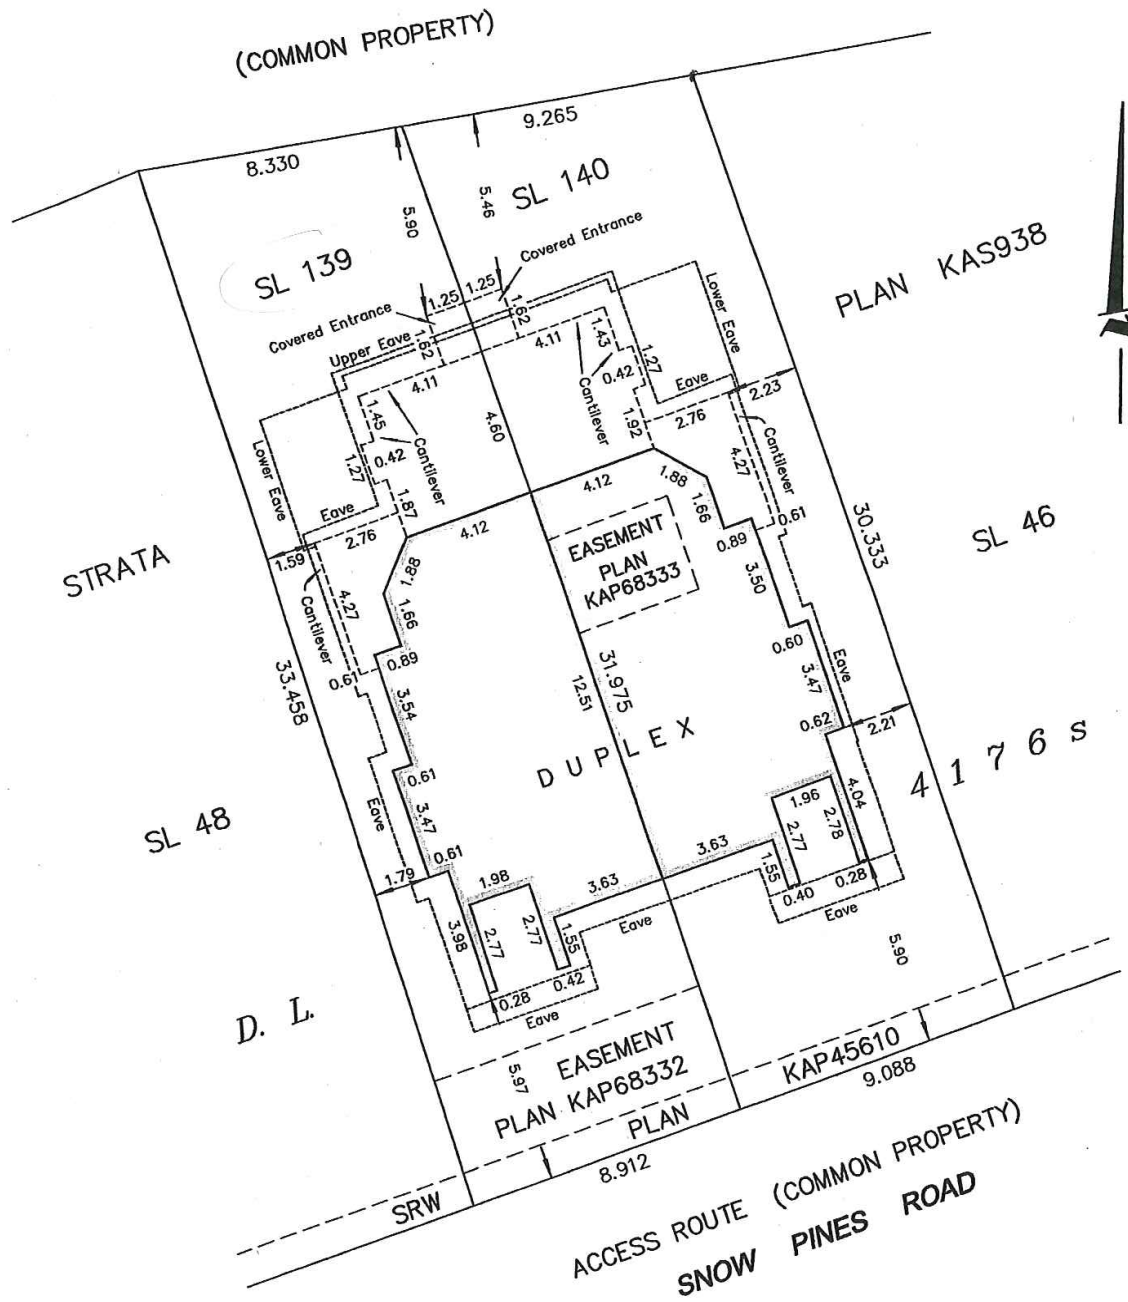 (COMMON PROPERTY)
8.330
9.265
5.90
5.46
SL 140
SL 139
Covered Entrance
Covered Entrance
PLAN KAS938
1.25
1.25
1.62
1.62
Upper Eave
Lower Eave
4.11
4.11
1.43
1.27
0.42
Cantilever
Eave
2.23
2.76
1.92
Cantilever
4.27
0.61
1.45
0.42
Cantilever
1.27
1.87
4.60
Lower Eave
Eave
2.76
1.59
Cantilever
4.27
0.61
4.12
4.12
1.88
1.66
0.89
1.88
1.66
0.89
EASEMENT
PLAN
KAP68333
STRATA
SL 46
30.333
3.50
0.60
3.47
Eave
0.62
2.21
33.458
3.54
0.61
3.47
0.61
Eave
1.79
12.51
31.975
DUPLEX
4176s
SL 48
1.96
2.77
2.78
4.04
3.63
1.55
0.40
0.28
Eave
1.98
3.63
3.98
2.77
2.77
1.55
0.28
0.42
Eave
Eave
5.90
D. L.
EASEMENT
PLAN KAP68332
5.97
KAP45610
9.088
PLAN
SRW
8.912
ACCESS ROUTE (COMMON PROPERTY)
SNOW PINES ROAD